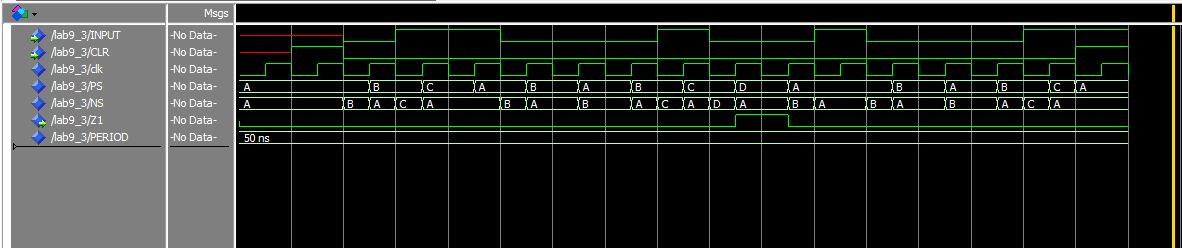 Msgs
/lab9_3/INPUT -No Data-
/lab9_3/CLR -No Data-
/lab9_3/clk -No Data-
/lab9_3/PS -No Data- A B C A B A B C D A B A B C A
/lab9_3/NS -No Data- A B A C A B A B A C A D A B A B A B A C A
/lab9_3/Z1 -No Data-
/lab9_3/PERIOD -No Data- 50 ns